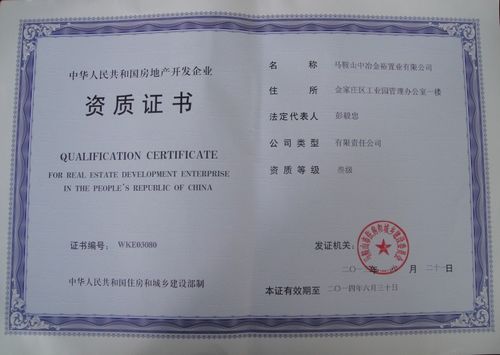 中华人民共和国房地产开发企业
资质证书
QUALIFICATION CERTIFICATE
FOR REAL ESTATE DEVELOPMENT ENTERPRISE
IN THE PEOPLE'S REPUBLIC OF CHINA
证书编号: WKE03080
中华人民共和国住房和城乡建设部制
名称 马鞍山中冶金裕置业有限公司
住所 金家庄区工业园管理办公室一楼
法定代表人 彭毅忠
公司类型 有限责任公司
资质等级 叁级
发证机关:
二〇一 年 月 二十一日
本证有效期至 二〇一四年六月三十日